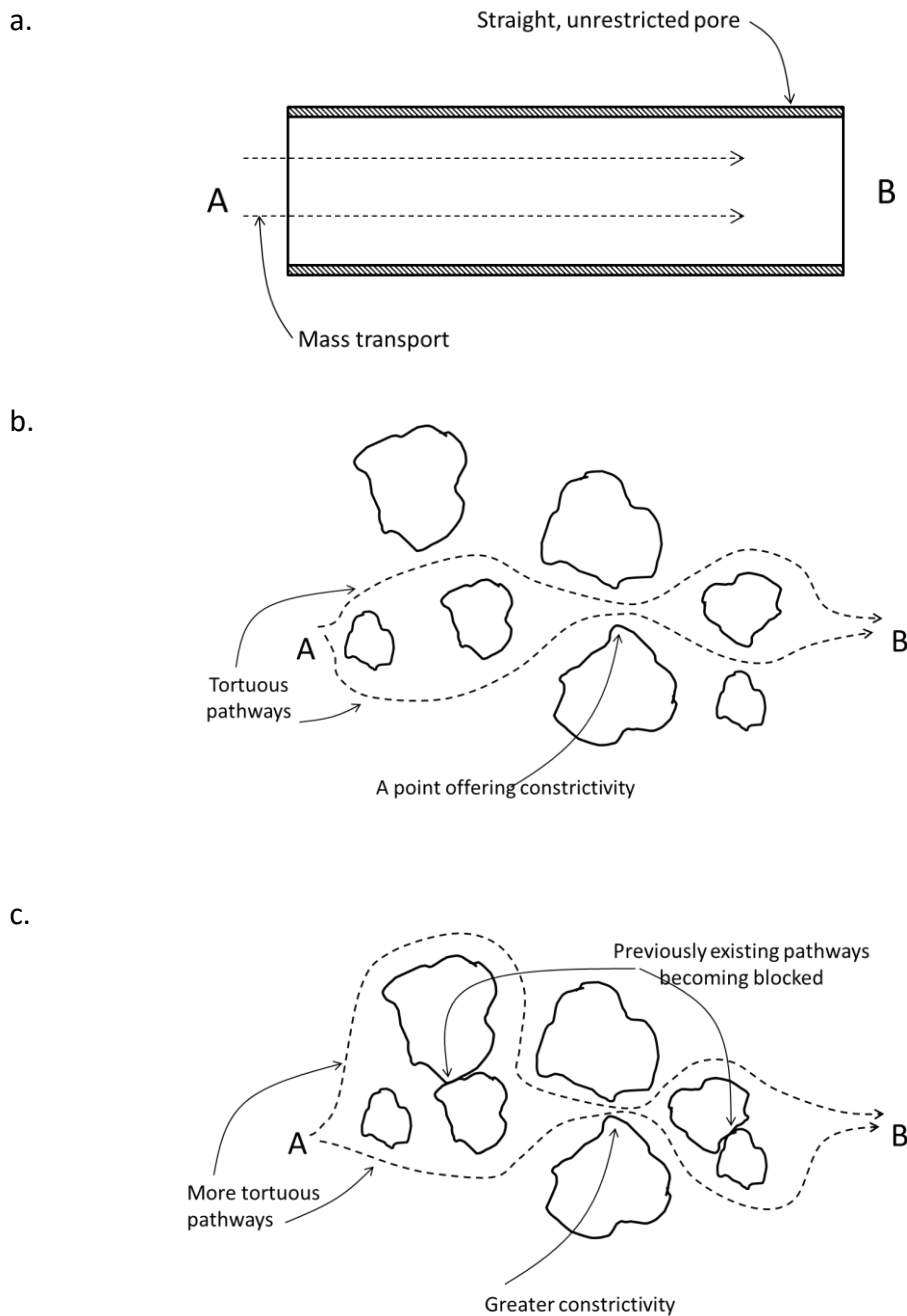 a.
Straight, unrestricted pore
A
B
Mass transport
b.
A
B
Tortuous
pathways
A point offering constrictivity
c.
Previously existing pathways
becoming blocked
A
B
More tortuous
pathways
Greater constrictivity